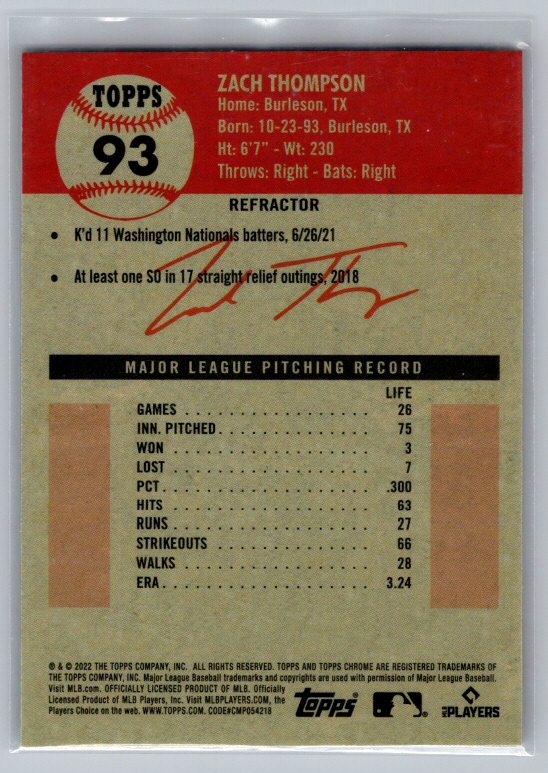 TOPPS
93
ZACH THOMPSON
Home: Burleson, TX
Born: 10-23-93, Burleson, TX
Ht: 6'7" - Wt: 230
Throws: Right - Bats: Right
REFRACTOR
• K'd 11 Washington Nationals batters, 6/26/21
• At least one SO in 17 straight relief outings, 2018
MAJOR LEAGUE PITCHING RECORD
LIFE
GAMES . . . . . . . . . . . . . . . . . . . 26
INN. PITCHED . . . . . . . . . . . . . . . 75
WON . . . . . . . . . . . . . . . . . . . . 3
LOST . . . . . . . . . . . . . . . . . . . . 7
PCT . . . . . . . . . . . . . . . . . . . . .300
HITS . . . . . . . . . . . . . . . . . . . . 63
RUNS . . . . . . . . . . . . . . . . . . . 27
STRIKEOUTS . . . . . . . . . . . . . . . 66
WALKS . . . . . . . . . . . . . . . . . . 28
ERA . . . . . . . . . . . . . . . . . . . . 3.24
® & © 2022 THE TOPPS COMPANY, INC. ALL RIGHTS RESERVED. TOPPS AND TOPPS CHROME ARE REGISTERED TRADEMARKS OF
THE TOPPS COMPANY, INC. Major League Baseball trademarks and copyrights are used with permission of Major League Baseball.
Visit MLB.com. OFFICIALLY LICENSED PRODUCT OF MLB. Officially
Licensed Product of MLB Players, Inc. Visit MLBPLAYERS.COM, the
Players Choice on the web. WWW.TOPPS.COM. CODE#CMP054218
Topps
MLB PLAYERS